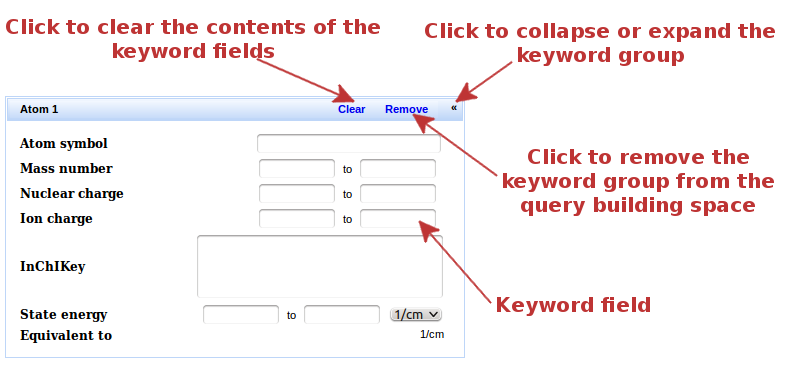 Click to clear the contents of the
keyword fields
Click to collapse or expand the
keyword group
Atom 1 Clear Remove «
Atom symbol
Mass number to
Nuclear charge to
Ion charge to
InChIKey
State energy to 1/cm
Equivalent to 1/cm
Click to remove the
keyword group from the
query building space
Keyword field